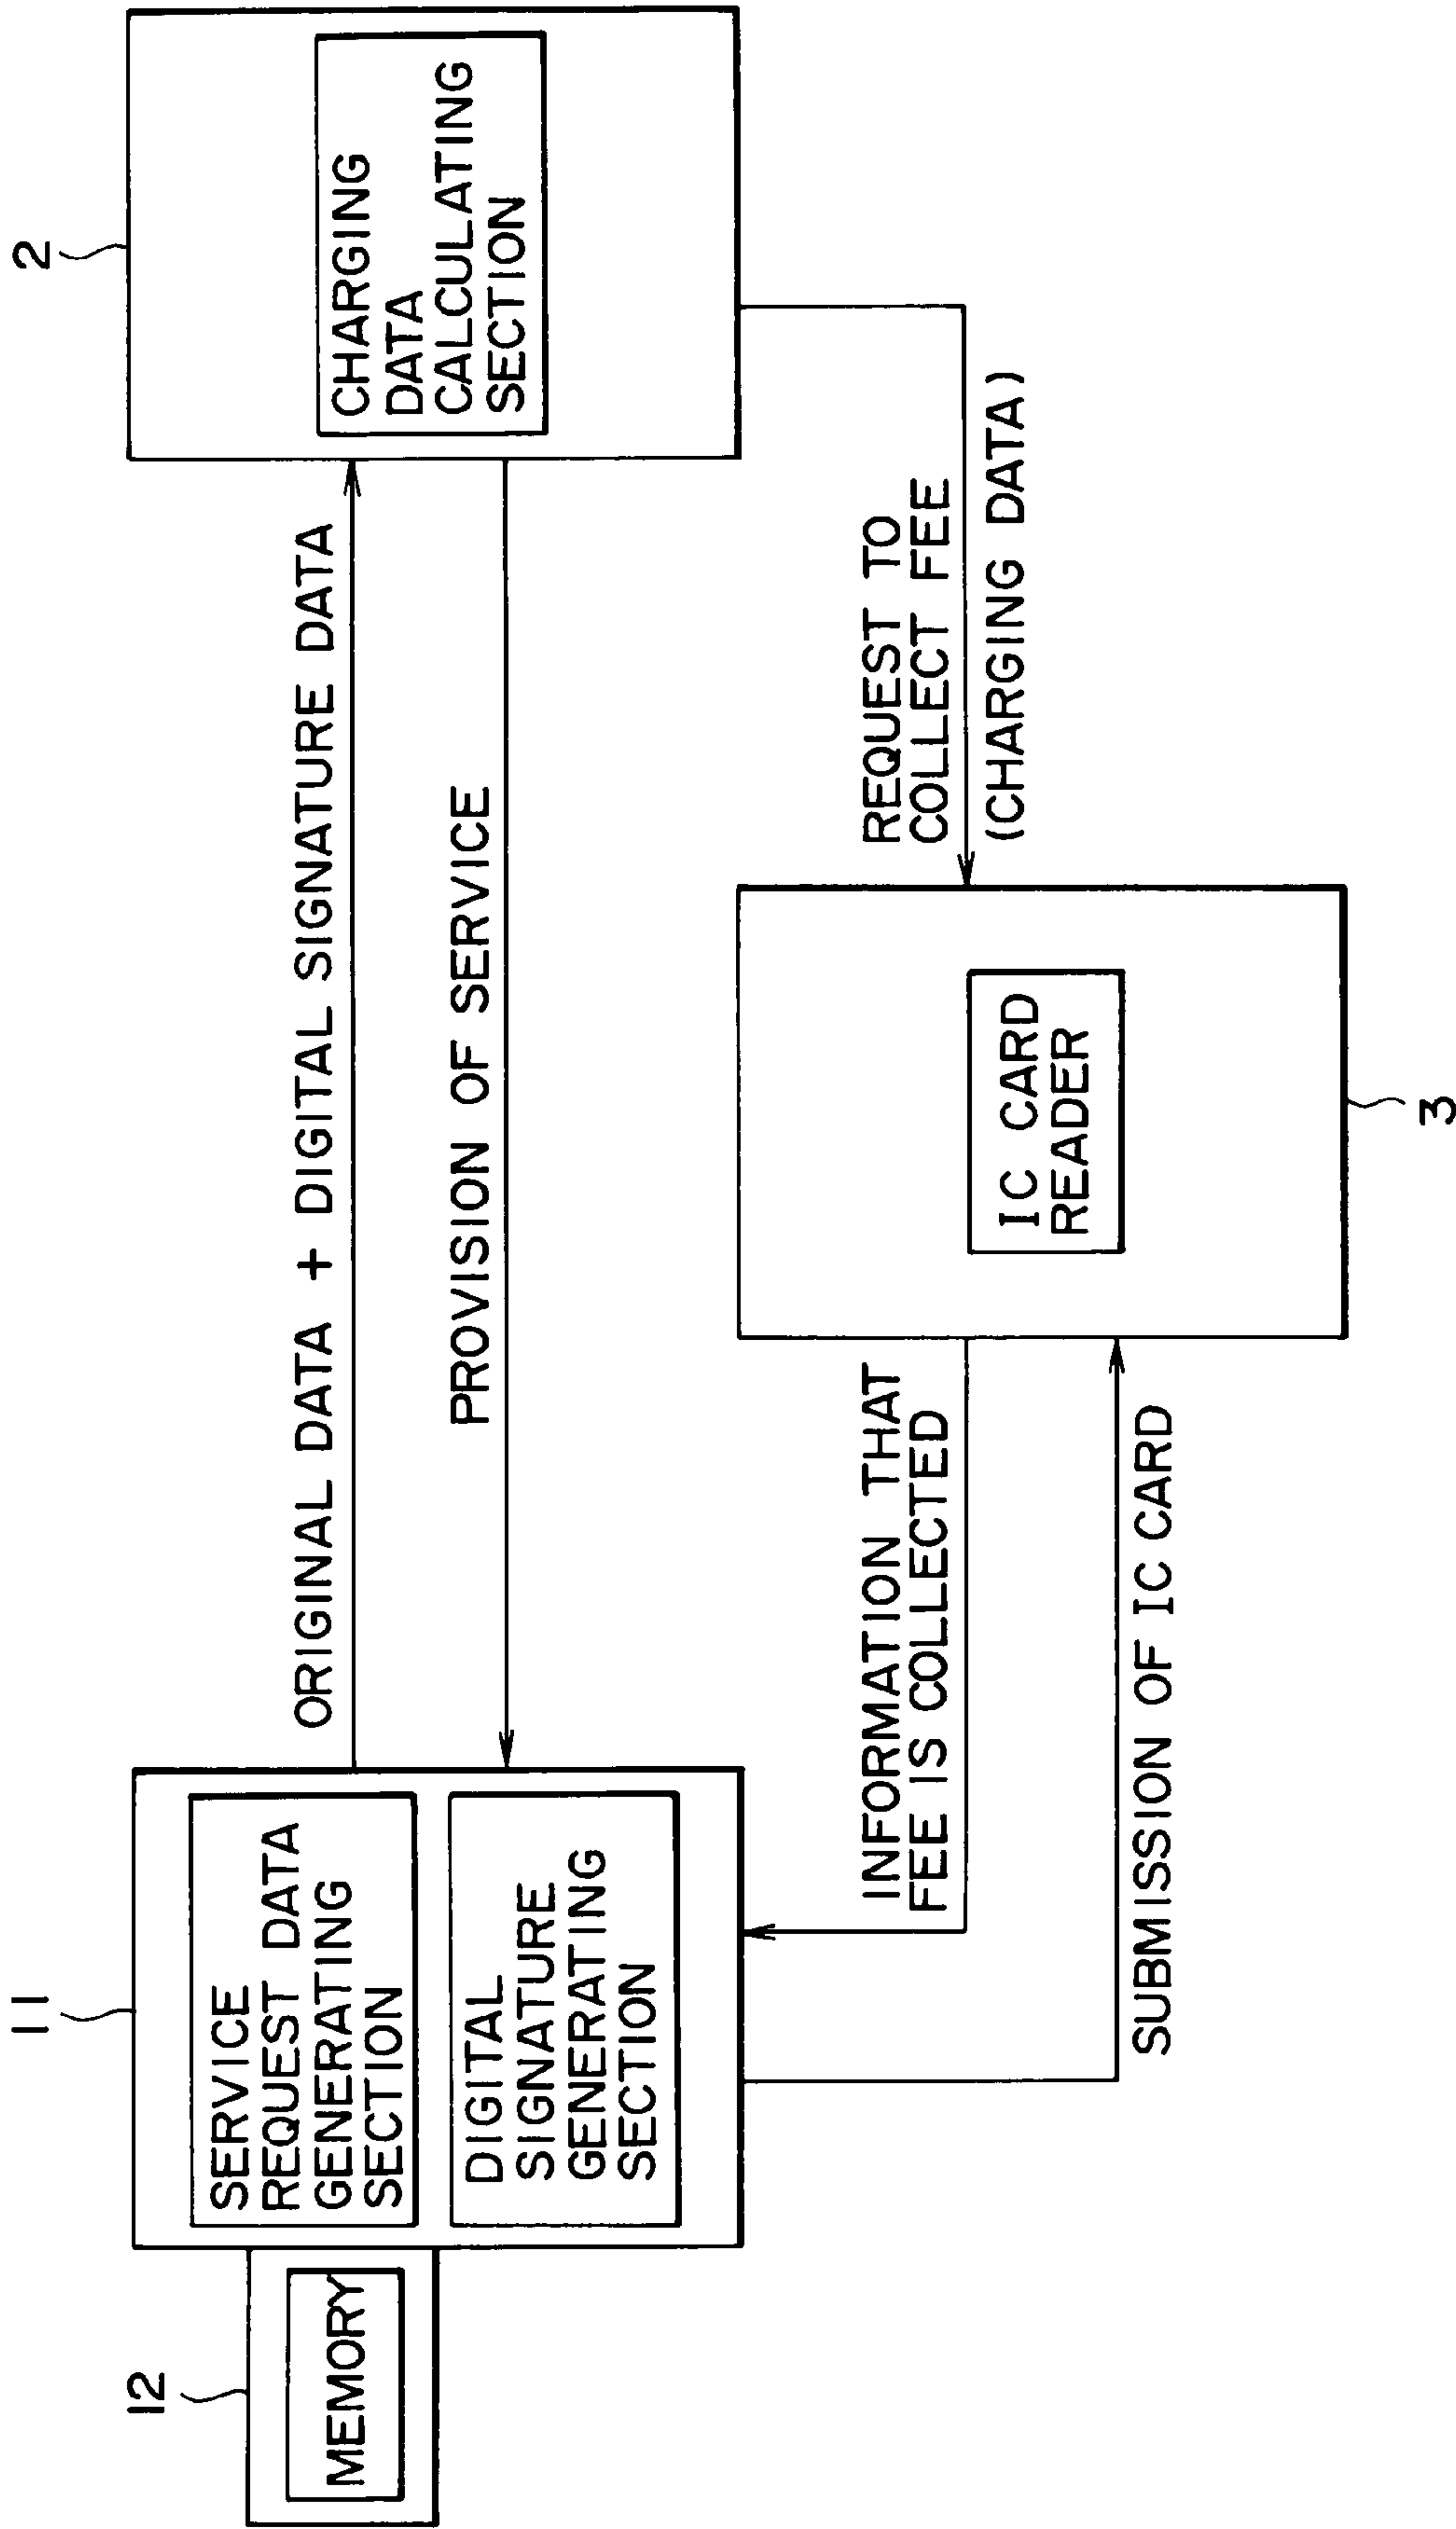 12
MEMORY
11
SERVICE
REQUEST DATA
GENERATING
SECTION
DIGITAL
SIGNATURE
GENERATING
SECTION
ORIGINAL DATA + DIGITAL SIGNATURE DATA
PROVISION OF SERVICE
2
CHARGING
DATA
CALCULATING
SECTION
INFORMATION THAT
FEE IS COLLECTED
SUBMISSION OF IC CARD
IC CARD
READER
3
REQUEST TO
COLLECT FEE
(CHARGING DATA)